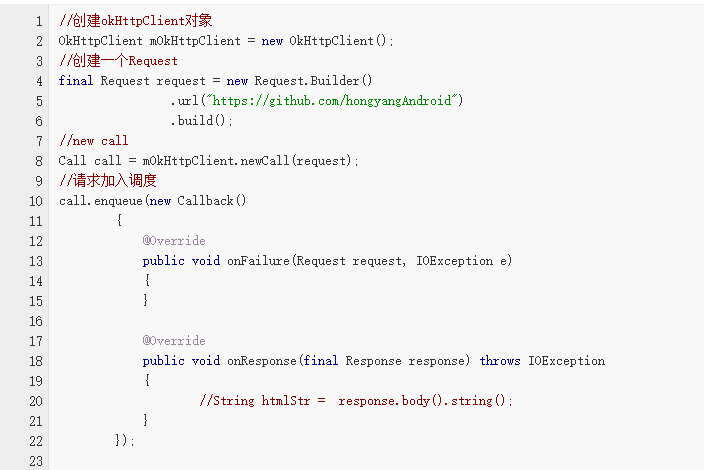 1 //创建okHttpClient对象
2 OkHttpClient mOkHttpClient = new OkHttpClient();
3 //创建一个Request
4 final Request request = new Request.Builder()
5                 .url("https://github.com/hongyangAndroid")
6                 .build();
7 //new call
8 Call call = mOkHttpClient.newCall(request);
9 //请求加入调度
10 call.enqueue(new Callback()
11         {
12             @Override
13             public void onFailure(Request request, IOException e)
14             {
15             }
16
17             @Override
18             public void onResponse(final Response response) throws IOException
19             {
20                     //String htmlStr =  response.body().string();
21             }
22         });
23